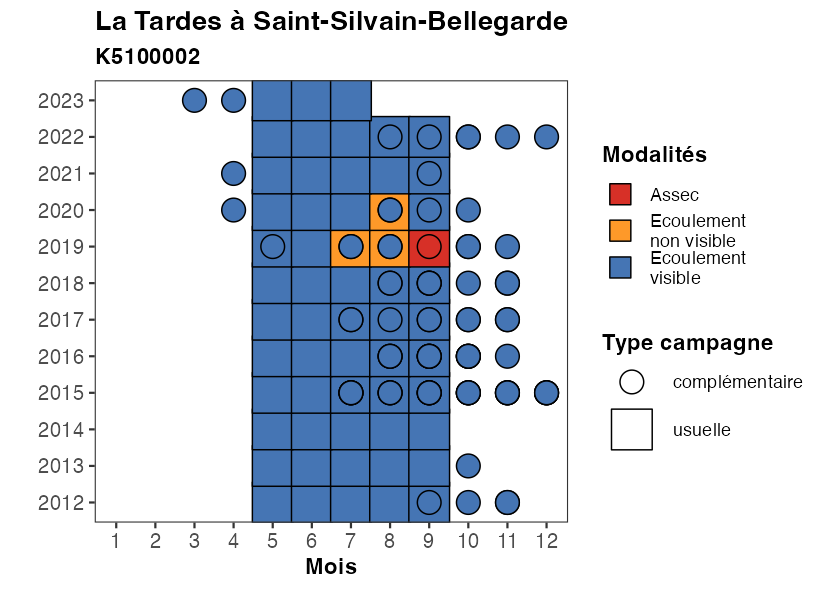 La Tardes à Saint-Silvain-Bellegarde
K5100002
2023
2022
2021
2020
2019
2018
2017
2016
2015
2014
2013
2012
1 2 3 4 5 6 7 8 9 10 11 12
Mois
Modalités
Assec
Ecoulement
non visible
Ecoulement
visible
Type campagne
complémentaire
usuelle